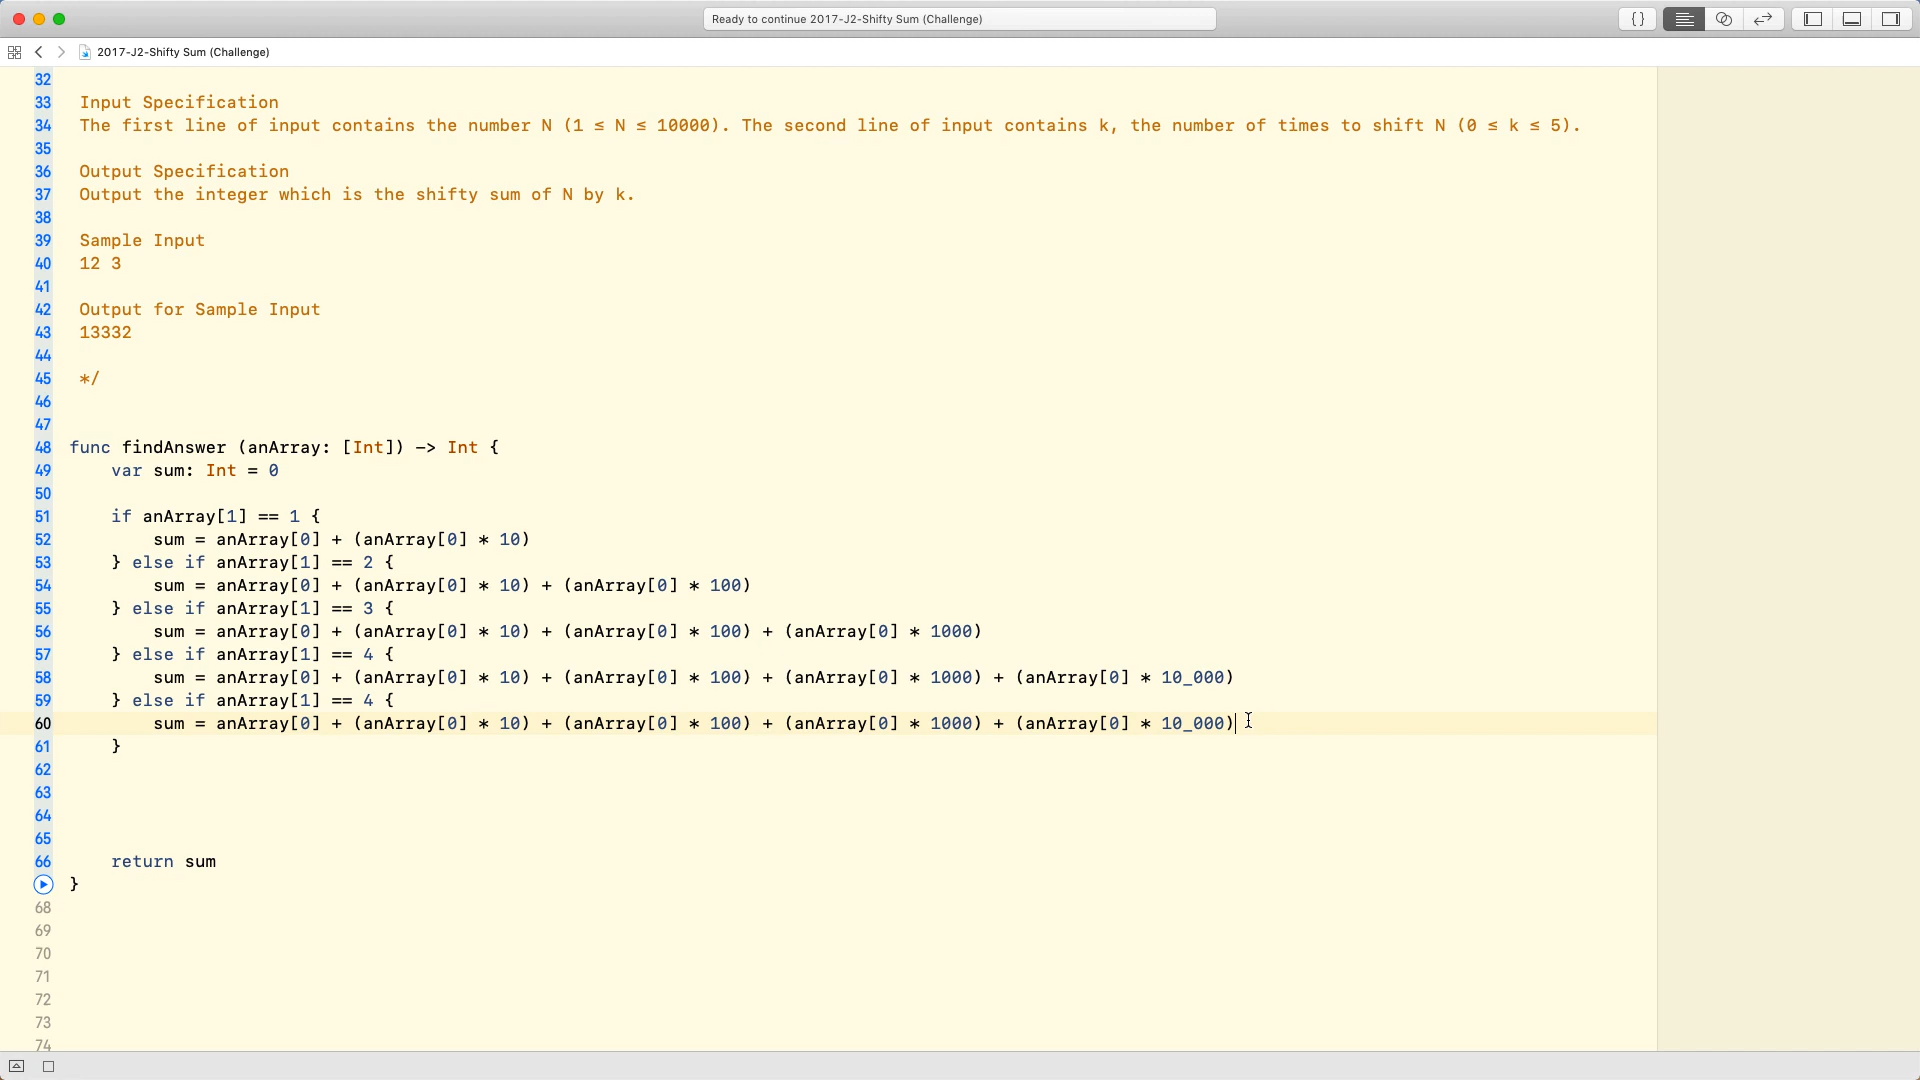 Ready to continue 2017-J2-Shifty Sum (Challenge)
{ }
2017-J2-Shifty Sum (Challenge)
32
33 Input Specification
34 The first line of input contains the number N (1 ≤ N ≤ 10000). The second line of input contains k, the number of times to shift N (0 ≤ k ≤ 5).
35
36 Output Specification
37 Output the integer which is the shifty sum of N by k.
38
39 Sample Input
40 12 3
41
42 Output for Sample Input
43 13332
44
45 */
46
47
48 func findAnswer (anArray: [Int]) -> Int {
49 var sum: Int = 0
50
51 if anArray[1] == 1 {
52 sum = anArray[0] + (anArray[0] * 10)
53 } else if anArray[1] == 2 {
54 sum = anArray[0] + (anArray[0] * 10) + (anArray[0] * 100)
55 } else if anArray[1] == 3 {
56 sum = anArray[0] + (anArray[0] * 10) + (anArray[0] * 100) + (anArray[0] * 1000)
57 } else if anArray[1] == 4 {
58 sum = anArray[0] + (anArray[0] * 10) + (anArray[0] * 100) + (anArray[0] * 1000) + (anArray[0] * 10_000)
59 } else if anArray[1] == 4 {
60 sum = anArray[0] + (anArray[0] * 10) + (anArray[0] * 100) + (anArray[0] * 1000) + (anArray[0] * 10_000)
61 }
62
63
64
65
66 return sum
}
68
69
70
71
72
73
74